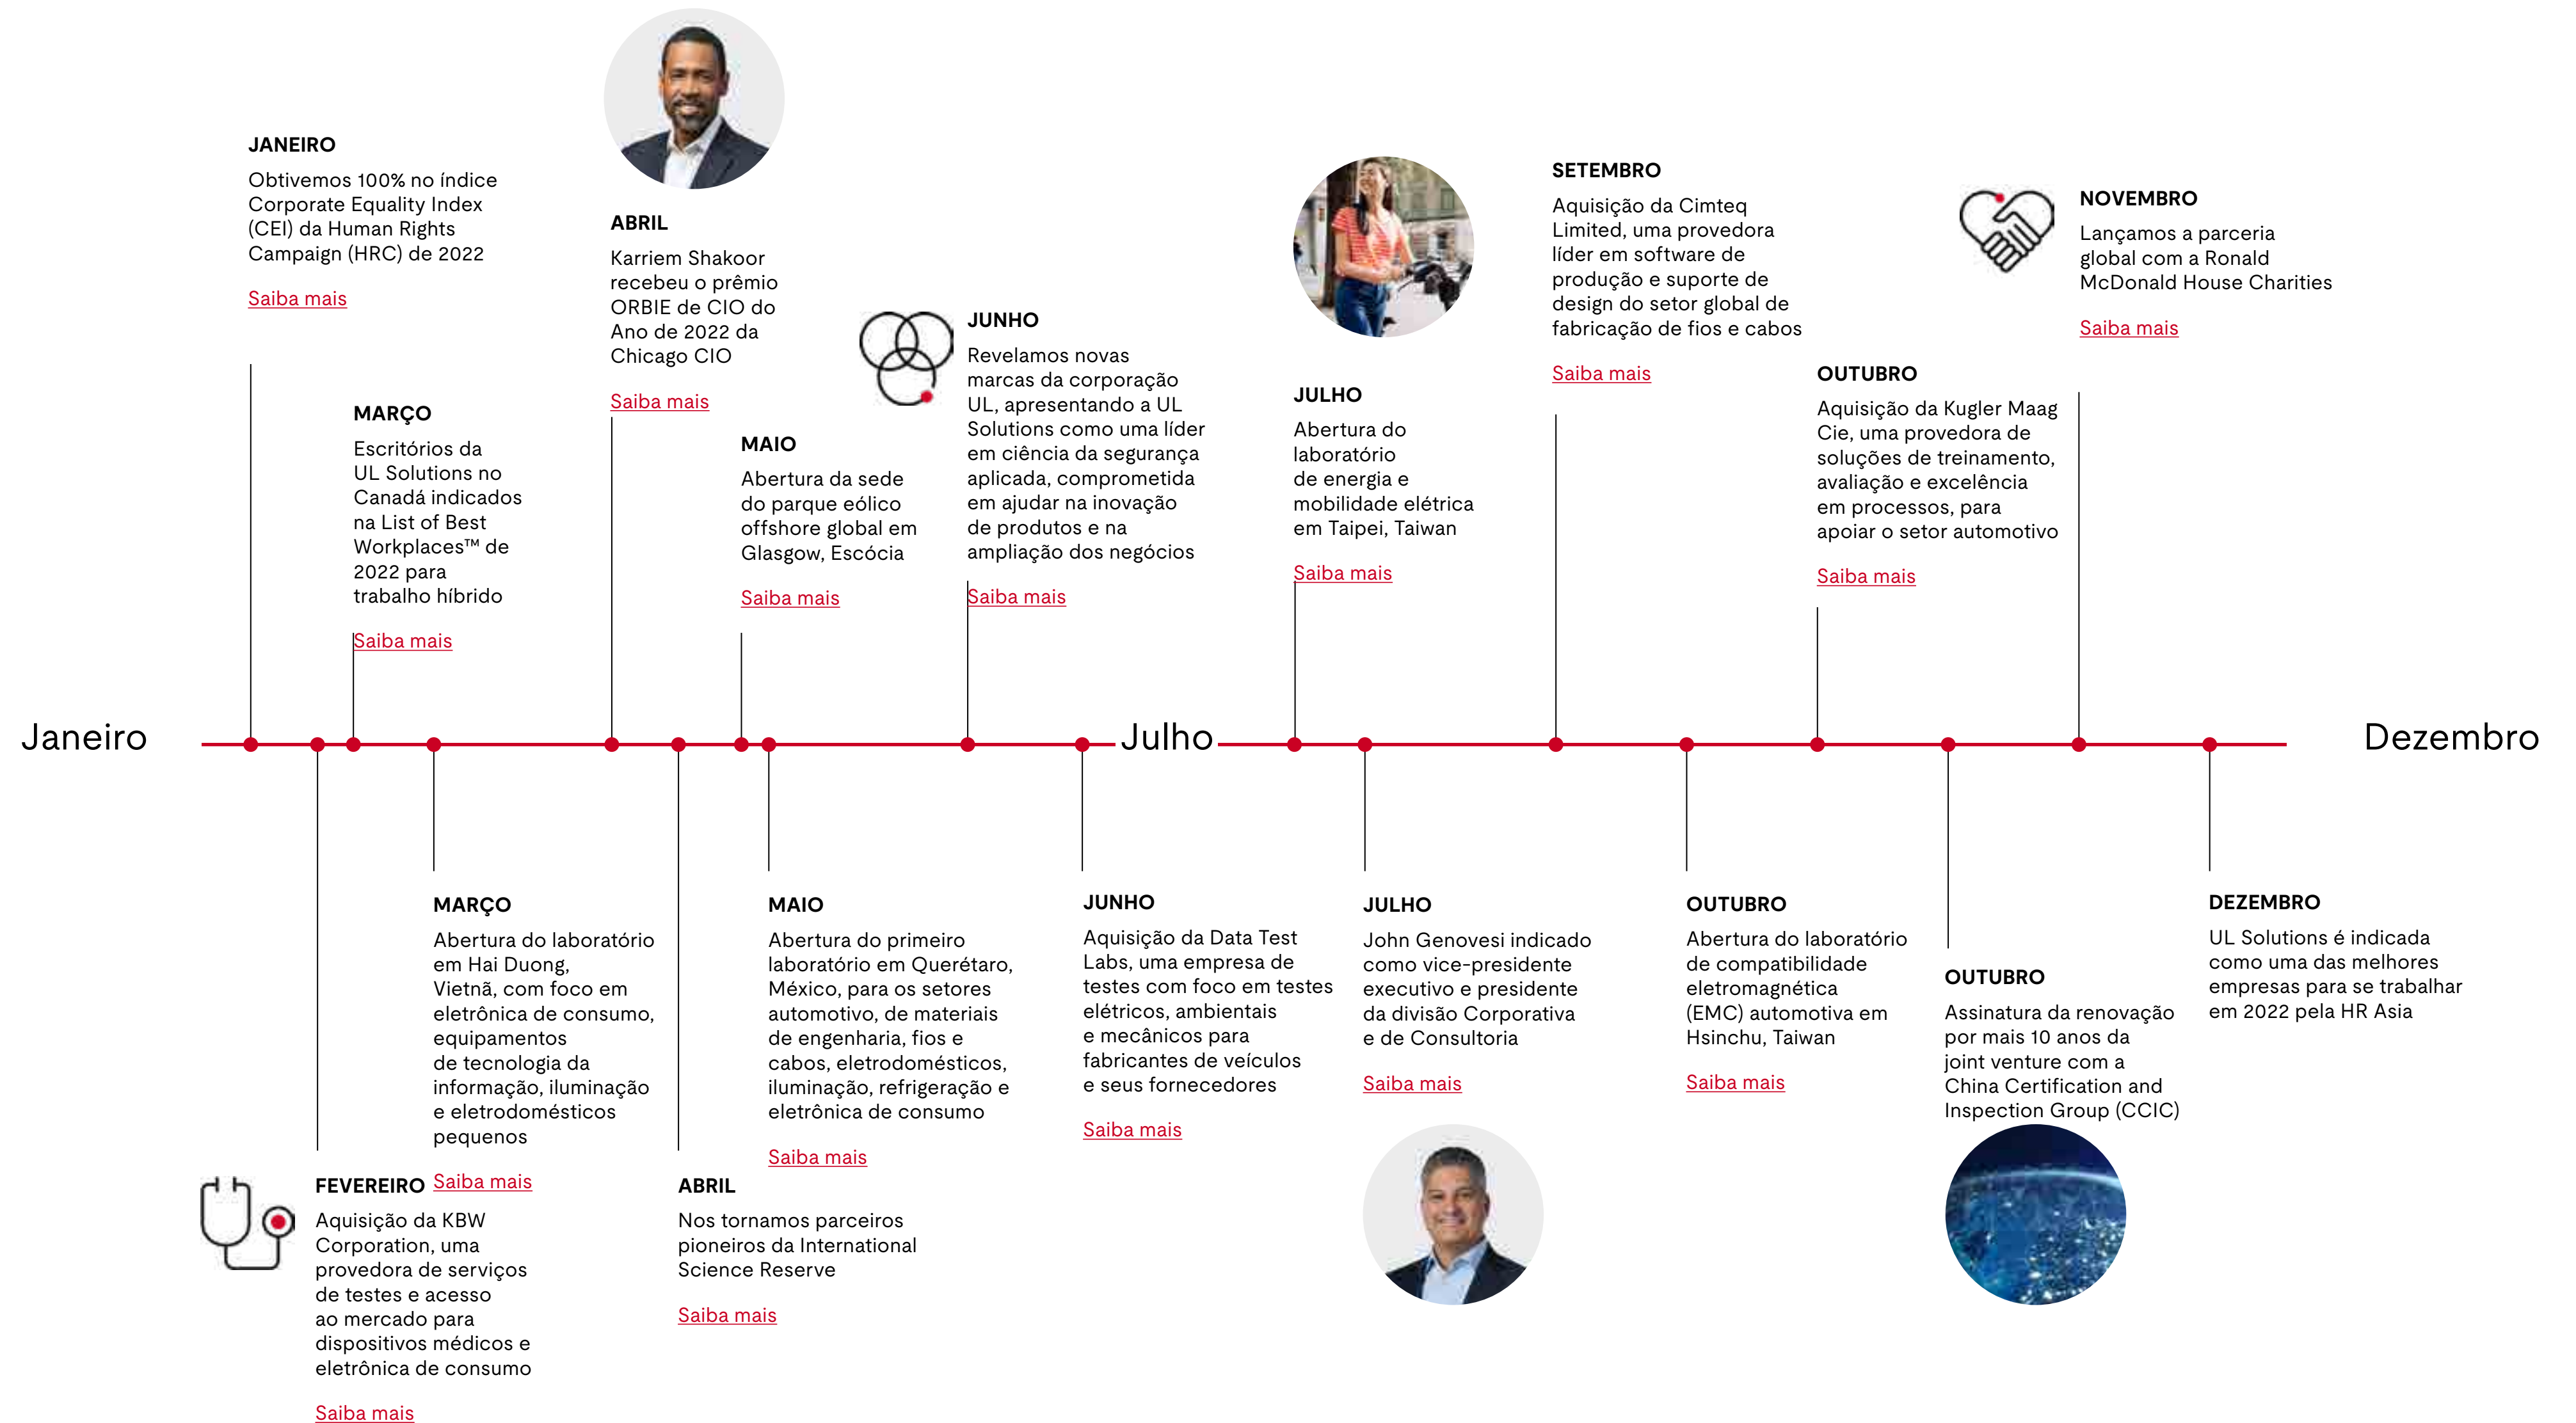 JANEIRO
Obtivemos 100% no índice
Corporate Equality Index
(CEI) da Human Rights
Campaign (HRC) de 2022
Saiba mais
MARÇO
Escritórios da
UL Solutions no
Canadá indicados
na List of Best
Workplaces™ de
2022 para
trabalho híbrido
Saiba mais
ABRIL
Karriem Shakoor
recebeu o prêmio
ORBIE de CIO do
Ano de 2022 da
Chicago CIO
Saiba mais
MAIO
Abertura da sede
do parque eólico
offshore global em
Glasgow, Escócia
Saiba mais
JUNHO
Revelamos novas
marcas da corporação
UL, apresentando a UL
Solutions como uma líder
em ciência da segurança
aplicada, comprometida
em ajudar na inovação
de produtos e na
ampliação dos negócios
Saiba mais
JULHO
Abertura do
laboratório
de energia e
mobilidade elétrica
em Taipei, Taiwan
Saiba mais
SETEMBRO
Aquisição da Cimteq
Limited, uma provedora
líder em software de
produção e suporte de
design do setor global de
fabricação de fios e cabos
Saiba mais
OUTUBRO
Aquisição da Kugler Maag
Cie, uma provedora de
soluções de treinamento,
avaliação e excelência
em processos, para
apoiar o setor automotivo
Saiba mais
NOVEMBRO
Lançamos a parceria
global com a Ronald
McDonald House Charities
Saiba mais
Janeiro
Julho
Dezembro
FEVEREIRO
Aquisição da KBW
Corporation, uma
provedora de serviços
de testes e acesso
ao mercado para
dispositivos médicos e
eletrônica de consumo
Saiba mais
MARÇO
Abertura do laboratório
em Hai Duong,
Vietnã, com foco em
eletrônica de consumo,
equipamentos
de tecnologia da
informação, iluminação
e eletrodomésticos
pequenos
Saiba mais
ABRIL
Nos tornamos parceiros
pioneiros da International
Science Reserve
Saiba mais
MAIO
Abertura do primeiro
laboratório em Querétaro,
México, para os setores
automotivo, de materiais
de engenharia, fios e
cabos, eletrodomésticos,
iluminação, refrigeração e
eletrônica de consumo
Saiba mais
JUNHO
Aquisição da Data Test
Labs, uma empresa de
testes com foco em testes
elétricos, ambientais
e mecânicos para
fabricantes de veículos
e seus fornecedores
Saiba mais
JULHO
John Genovesi indicado
como vice-presidente
executivo e presidente
da divisão Corporativa
e de Consultoria
Saiba mais
OUTUBRO
Abertura do laboratório
de compatibilidade
eletromagnética
(EMC) automotiva em
Hsinchu, Taiwan
Saiba mais
OUTUBRO
Assinatura da renovação
por mais 10 anos da
joint venture com a
China Certification and
Inspection Group (CCIC)
DEZEMBRO
UL Solutions é indicada
como uma das melhores
empresas para se trabalhar
em 2022 pela HR Asia